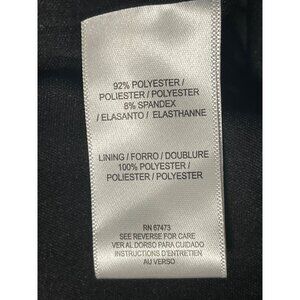 92% POLYESTER /
POLIESTER / POLYESTER
8% SPANDEX
/ ELASANTO / ELASTHANNE
LINING / FORRO / DOUBLURE
100% POLYESTER /
POLIESTER / POLYESTER
RN 67473
SEE REVERSE FOR CARE
VER AL DORSO PARA CUIDADO
INSTRUCTIONS D'ENTRETIEN
AU VERSO